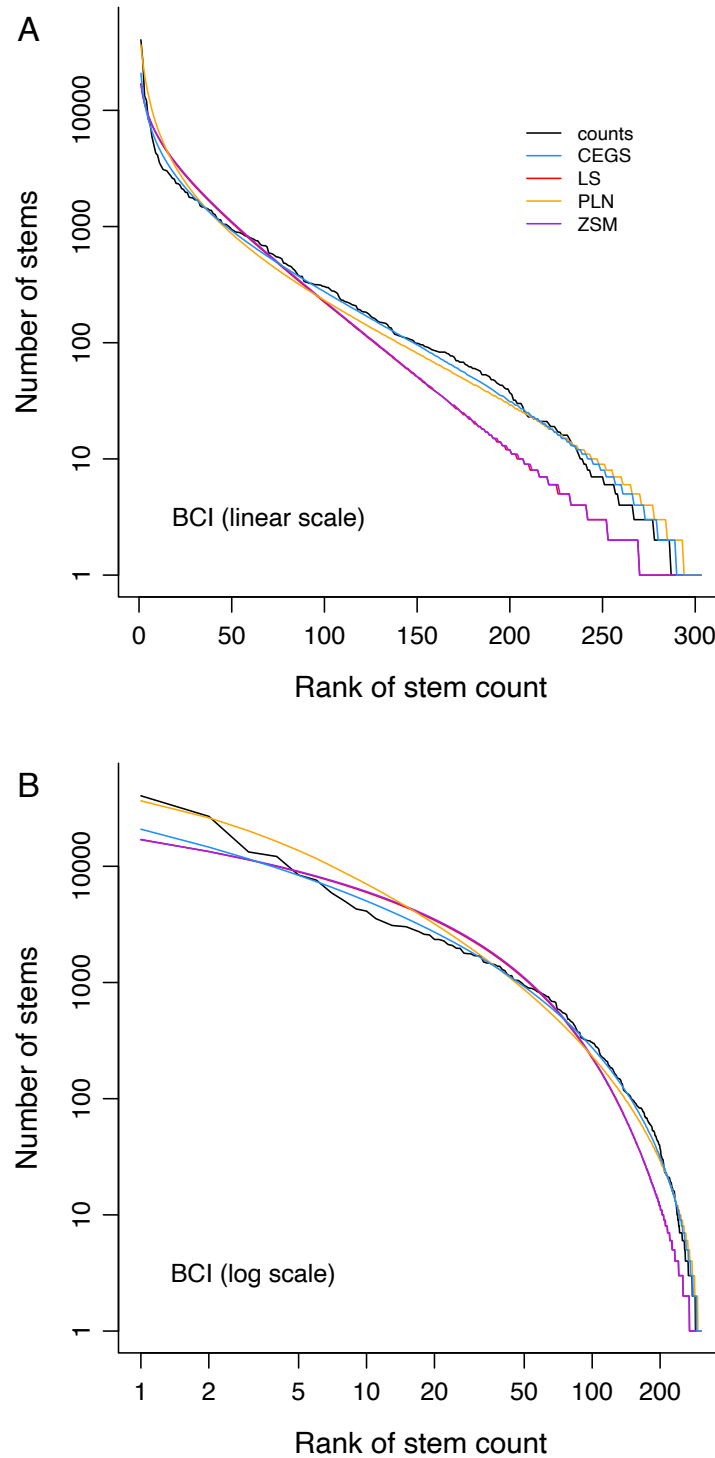 A
Number of stems
10000
1000
100
10
1
counts
CEGS
LS
PLN
ZSM
BCI (linear scale)
0 50 100 150 200 250 300
Rank of stem count
B
Number of stems
10000
1000
100
10
1
BCI (log scale)
1 2 5 10 20 50 100 200
Rank of stem count